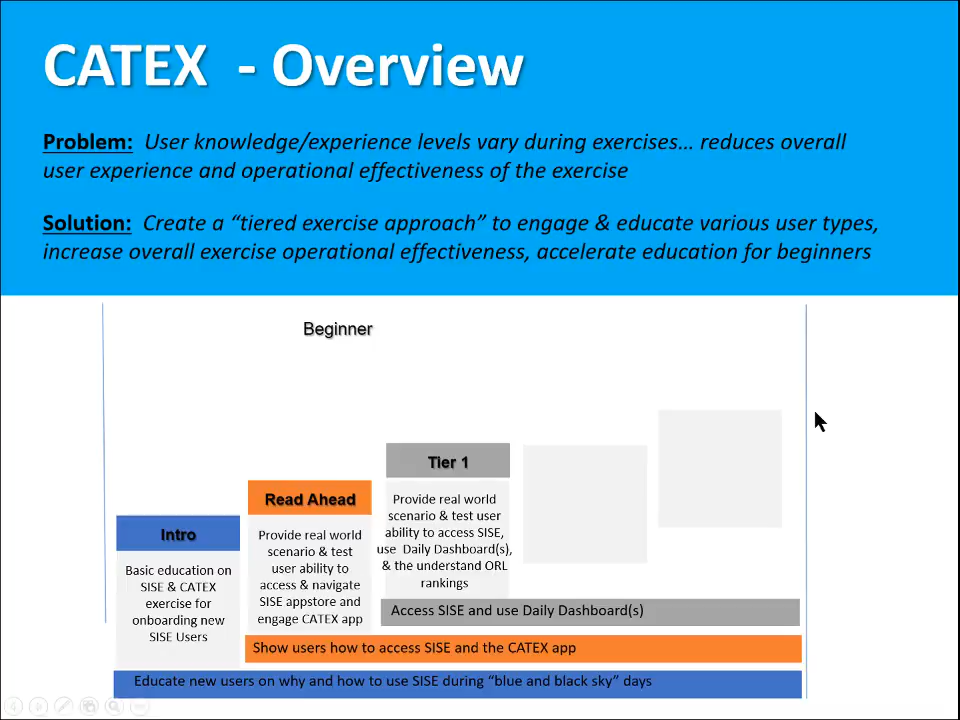 CATEX - Overview
Problem: User knowledge/experience levels vary during exercises... reduces overall
user experience and operational effectiveness of the exercise
Solution: Create a “tiered exercise approach” to engage & educate various user types,
increase overall exercise operational effectiveness, accelerate education for beginners
Beginner
Intro
Basic education on
SISE & CATEX
exercise for
onboarding new
SISE Users
Read Ahead
Provide real world
scenario & test
user ability to
access & navigate
SISE appstore and
engage CATEX app
Tier 1
Provide real world
scenario & test user
ability to access SISE,
use Daily Dashboard(s),
& the understand ORL
rankings
Access SISE and use Daily Dashboard(s)
Show users how to access SISE and the CATEX app
Educate new users on why and how to use SISE during “blue and black sky” days